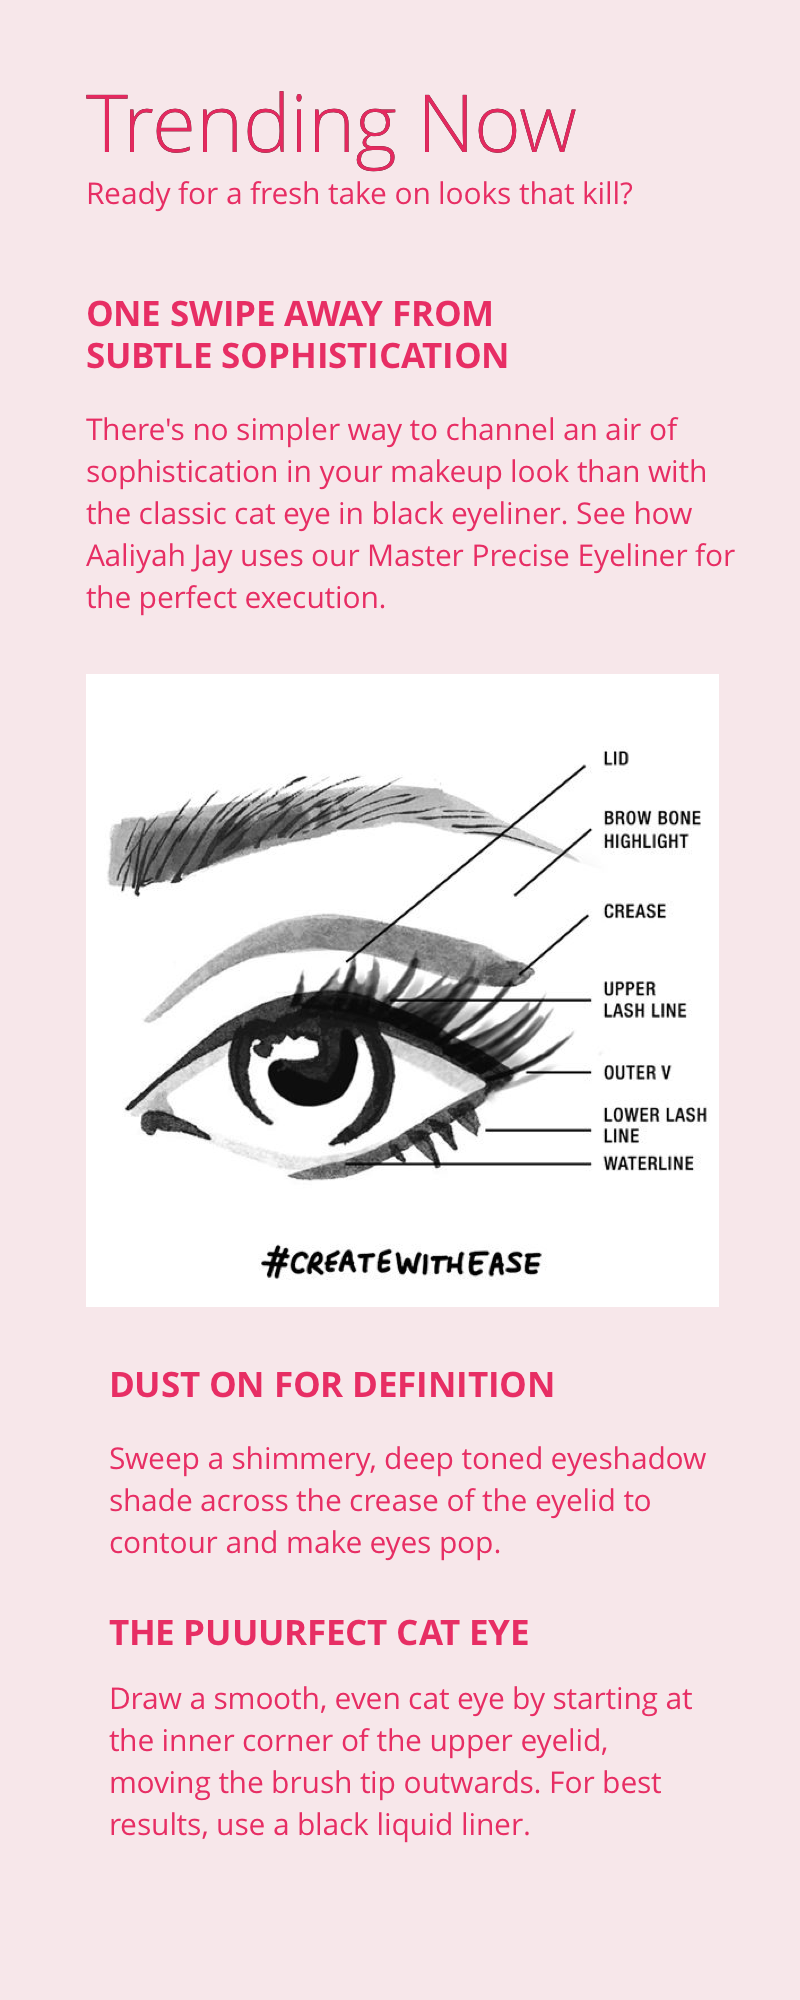 Trending Now
Ready for a fresh take on looks that kill?
ONE SWIPE AWAY FROM
SUBTLE SOPHISTICATION
There's no simpler way to channel an air of
sophistication in your makeup look than with
the classic cat eye in black eyeliner. See how
Aaliyah Jay uses our Master Precise Eyeliner for
the perfect execution.
LID
BROW BONE
HIGHLIGHT
CREASE
UPPER
LASH LINE
OUTER V
LOWER LASH
LINE
WATERLINE
#CREATEWITHEASE
DUST ON FOR DEFINITION
Sweep a shimmery, deep toned eyeshadow
shade across the crease of the eyelid to
contour and make eyes pop.
THE PUUURFECT CAT EYE
Draw a smooth, even cat eye by starting at
the inner corner of the upper eyelid,
moving the brush tip outwards. For best
results, use a black liquid liner.